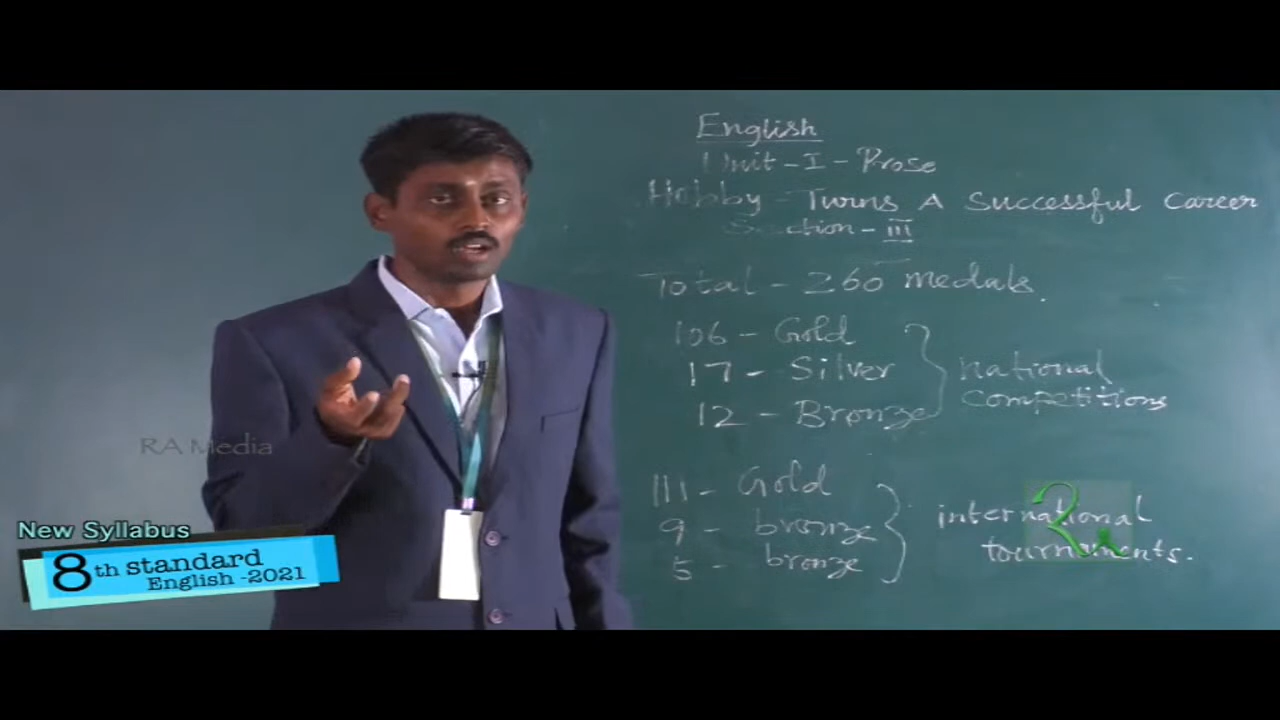 English
Unit - I - Prose
Hobby - Turns A Successful Career
Section - III
Total - 260 medals.
106 - Gold
17 - Silver
12 - Bronze
national
competitions
111 - Gold
9 - bronze
5 - bronze
international
tournaments.
RA Media
New Syllabus
8th standard
English -2021